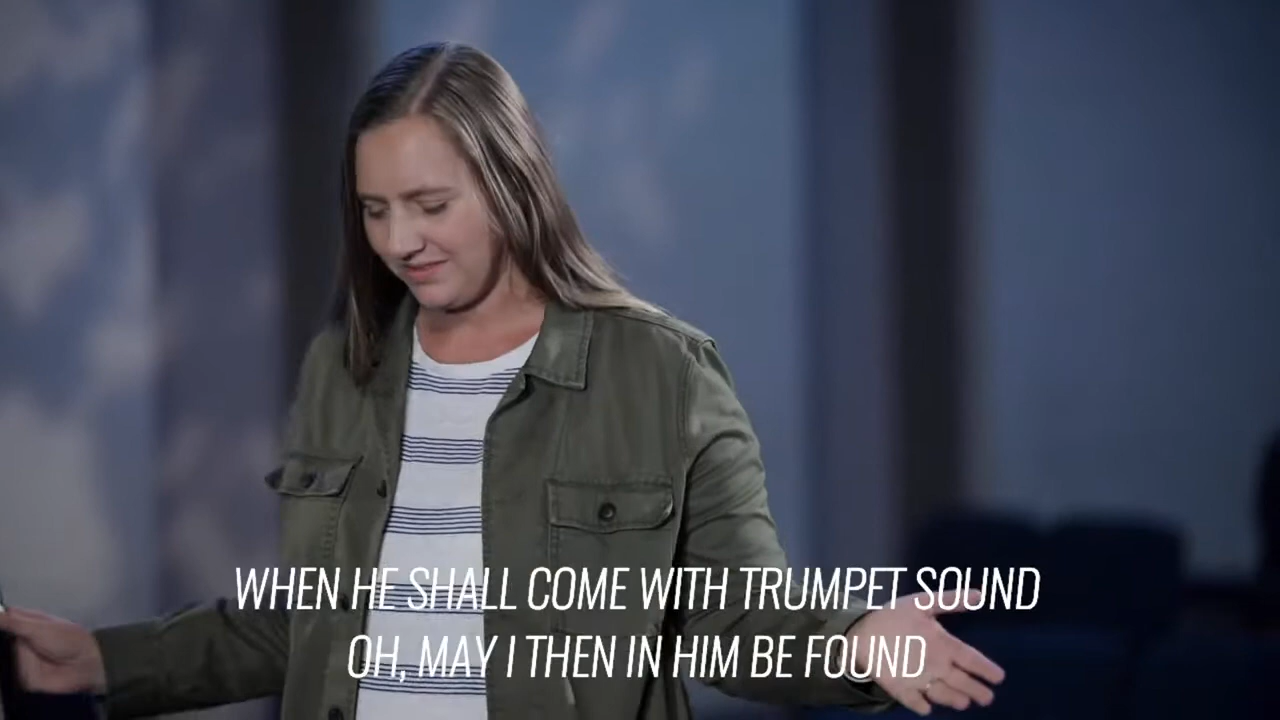 WHEN HE SHALL COME WITH TRUMPET SOUND
OH, MAY I THEN IN HIM BE FOUND